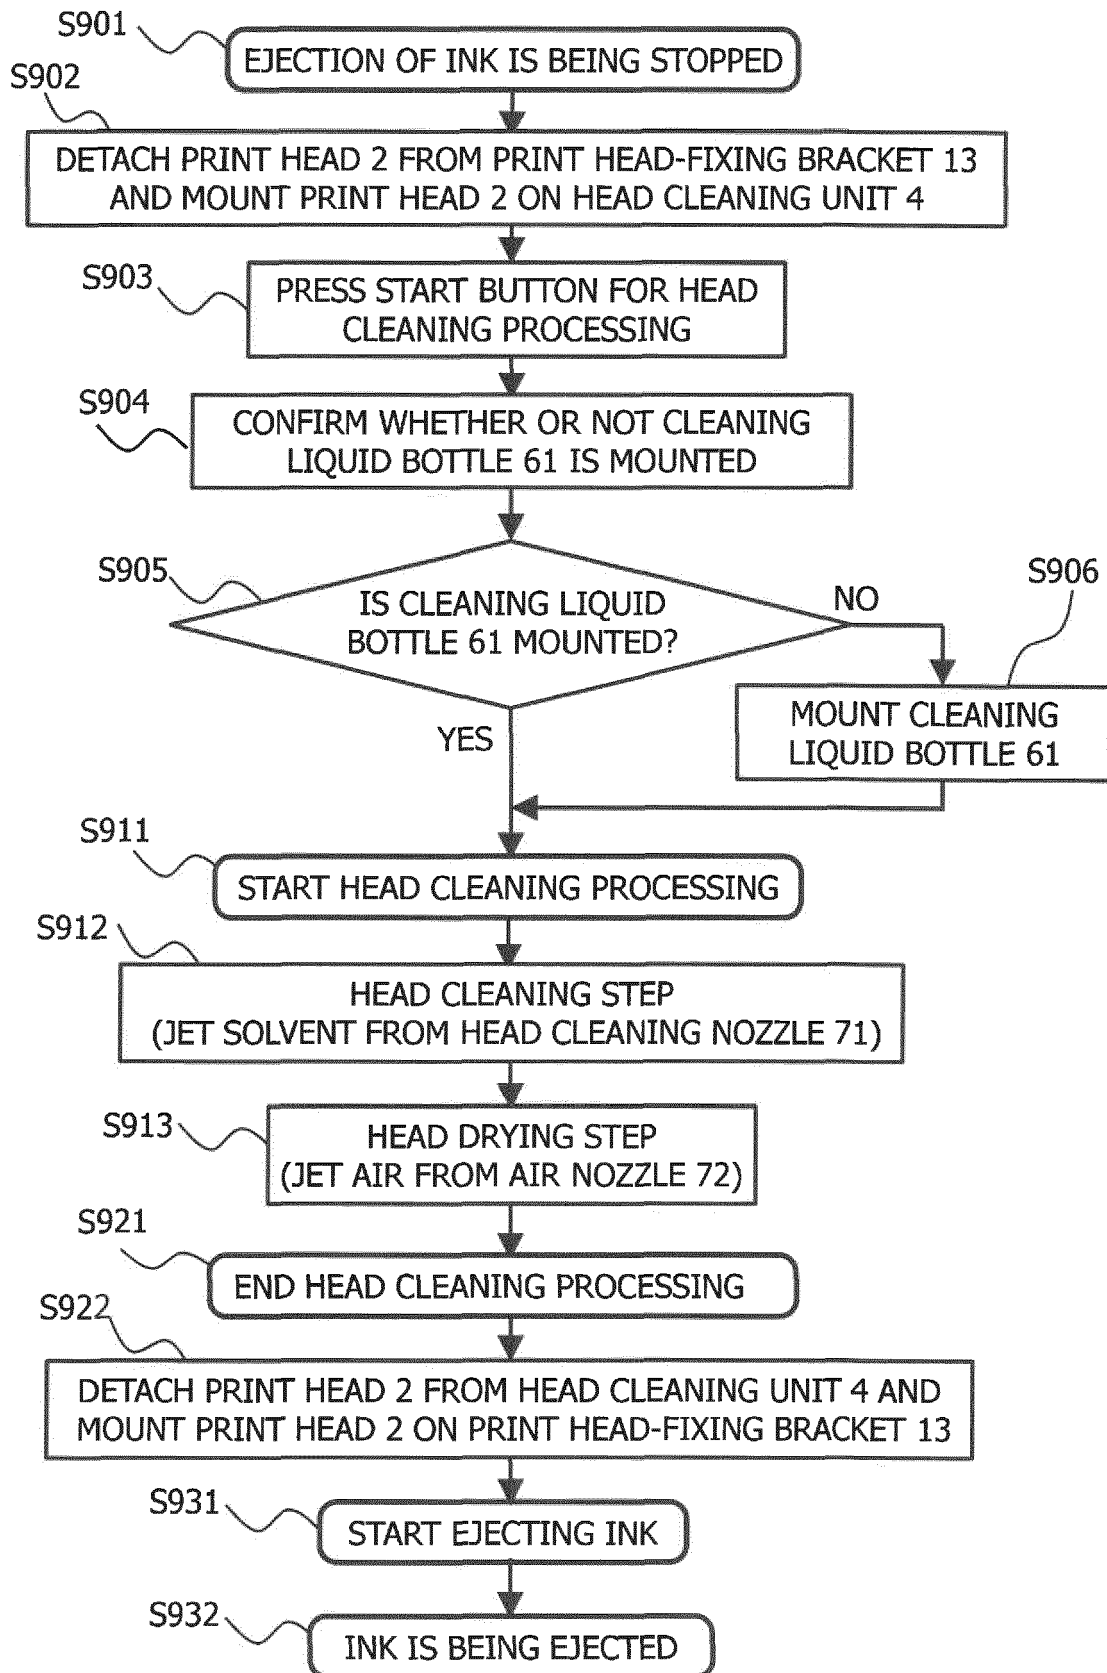 S901
EJECTION OF INK IS BEING STOPPED
S902
DETACH PRINT HEAD 2 FROM PRINT HEAD-FIXING BRACKET 13
AND MOUNT PRINT HEAD 2 ON HEAD CLEANING UNIT 4
S903
PRESS START BUTTON FOR HEAD
CLEANING PROCESSING
S904
CONFIRM WHETHER OR NOT CLEANING
LIQUID BOTTLE 61 IS MOUNTED
S905
IS CLEANING LIQUID
BOTTLE 61 MOUNTED?
NO
S906
MOUNT CLEANING
LIQUID BOTTLE 61
YES
S911
START HEAD CLEANING PROCESSING
S912
HEAD CLEANING STEP
(JET SOLVENT FROM HEAD CLEANING NOZZLE 71)
S913
HEAD DRYING STEP
(JET AIR FROM AIR NOZZLE 72)
S921
END HEAD CLEANING PROCESSING
S922
DETACH PRINT HEAD 2 FROM HEAD CLEANING UNIT 4 AND
MOUNT PRINT HEAD 2 ON PRINT HEAD-FIXING BRACKET 13
S931
START EJECTING INK
S932
INK IS BEING EJECTED